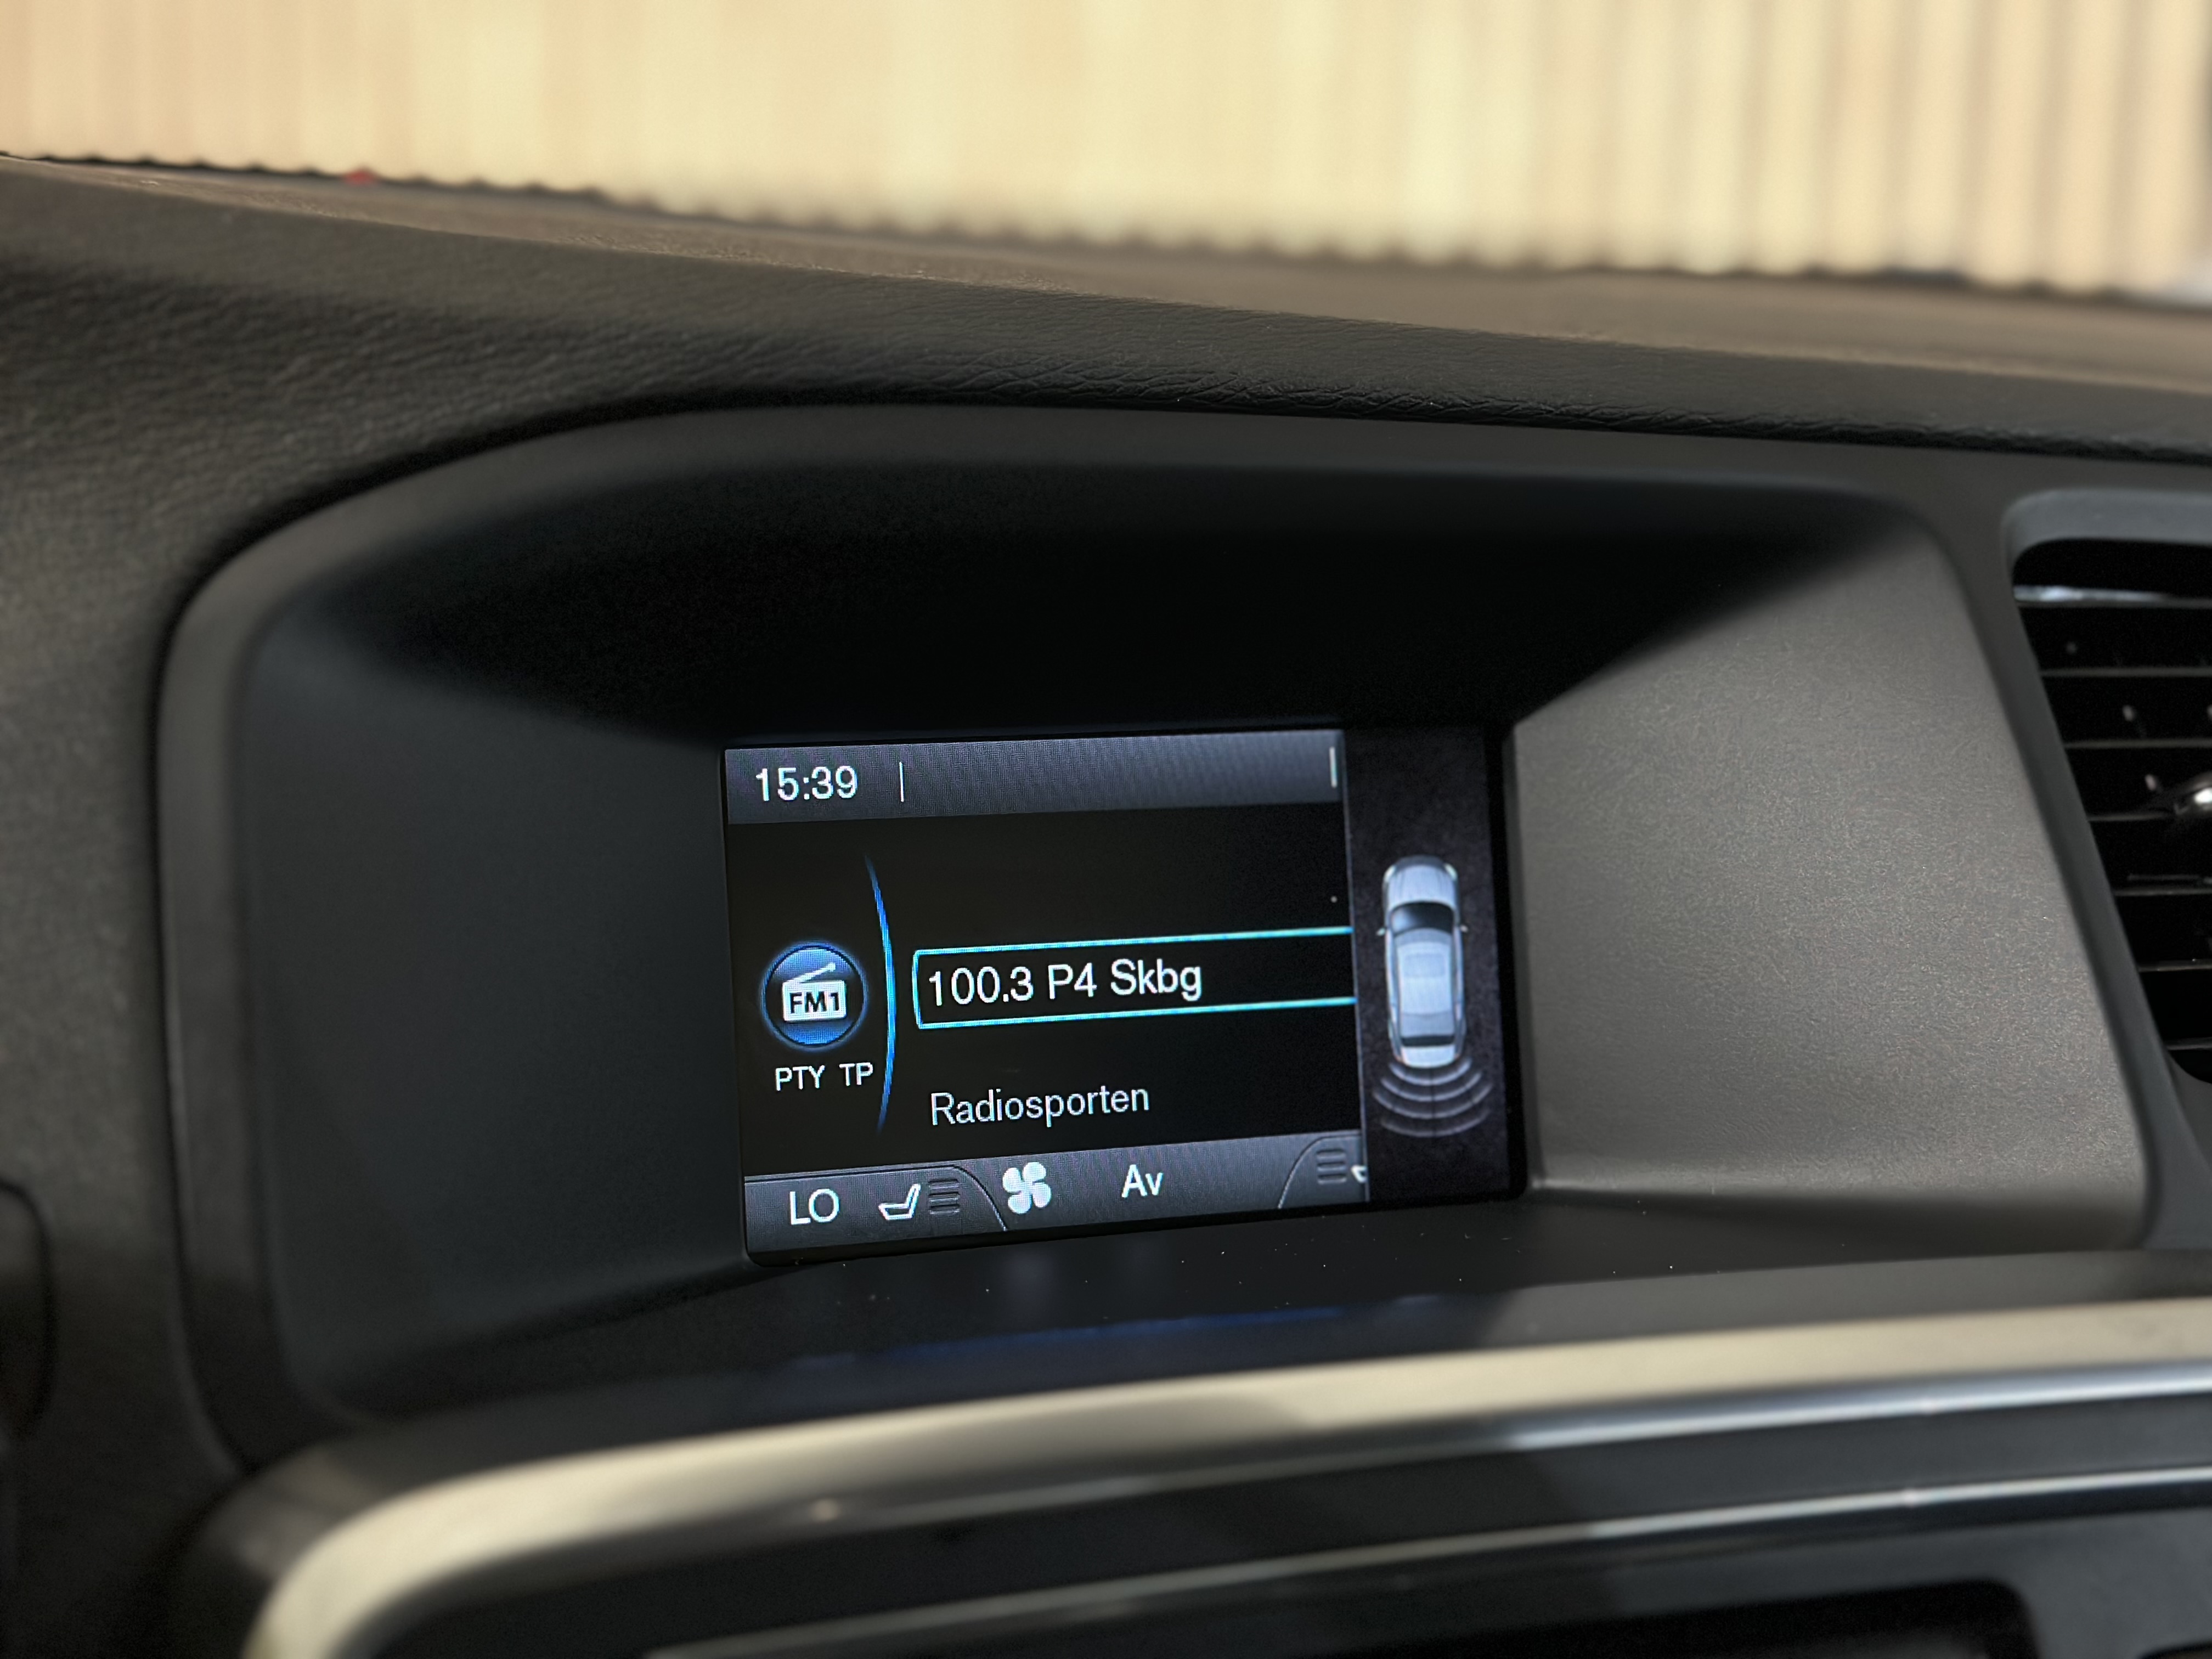 15:39
100.3 P4 Skbg
FM1
PTY TP
Radiosporten
LO
Av